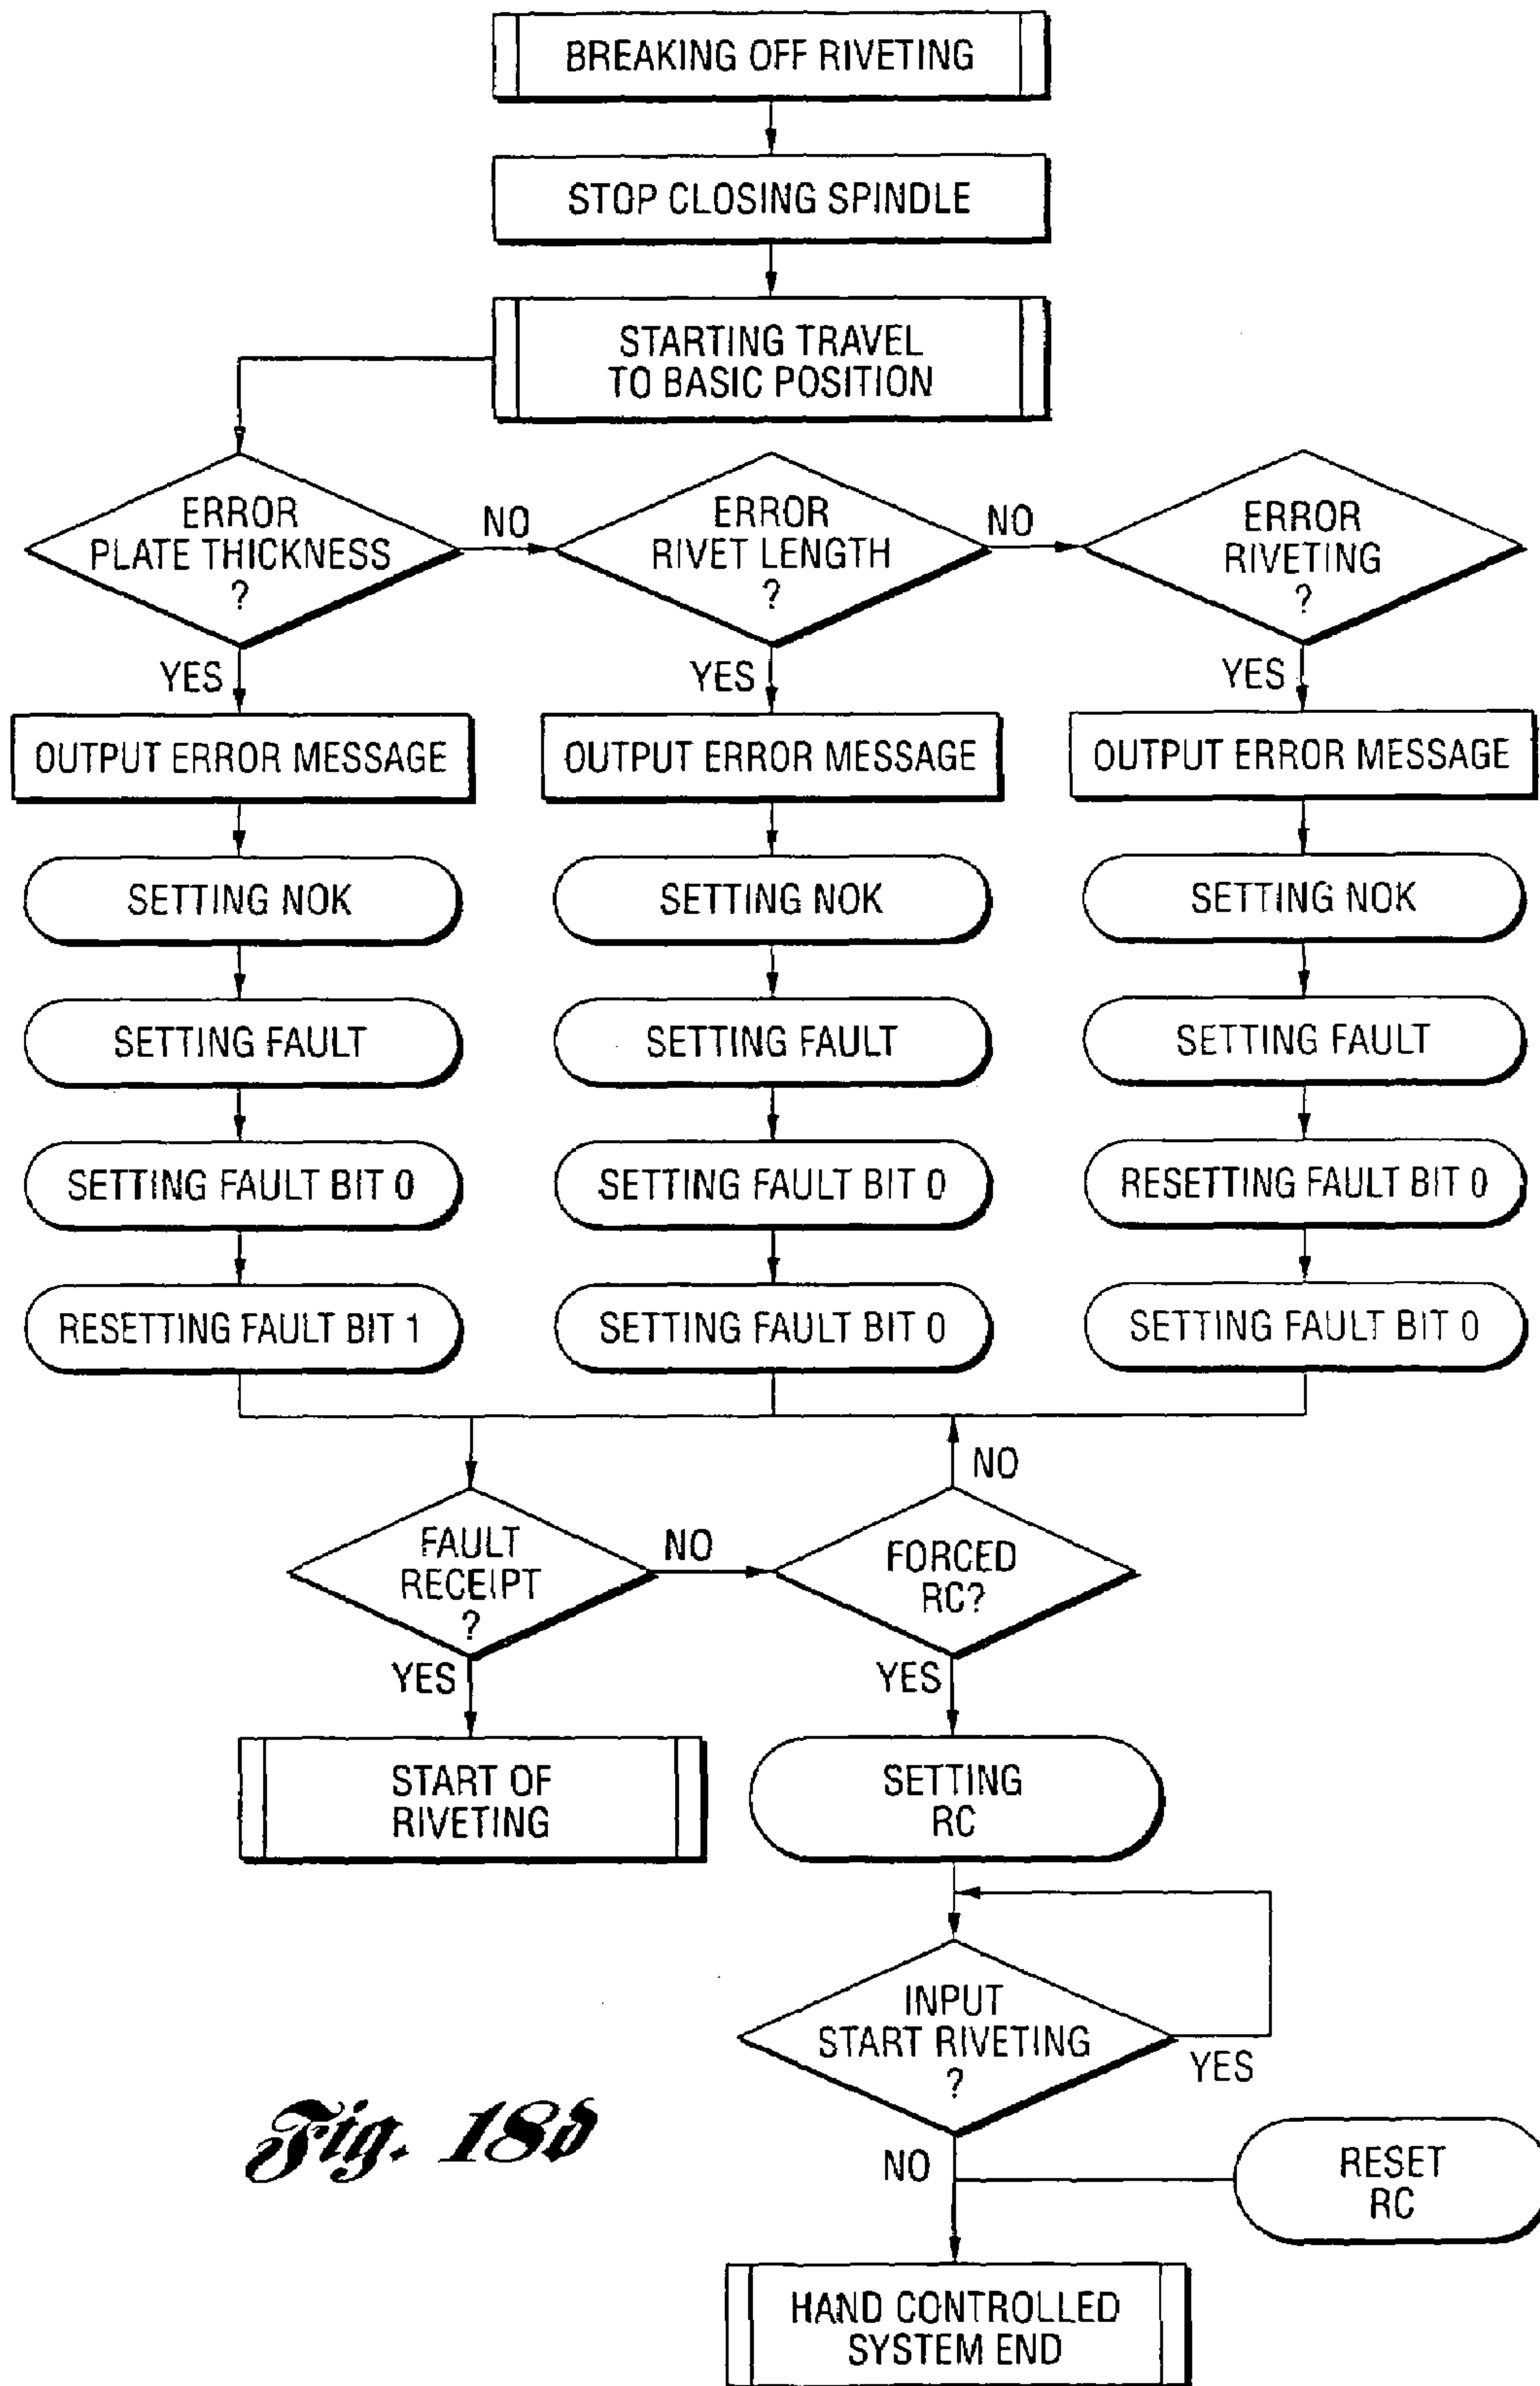 BREAKING OFF RIVETING
STOP CLOSING SPINDLE
STARTING TRAVEL
TO BASIC POSITION
ERROR
PLATE THICKNESS
?
NO
ERROR
RIVET LENGTH
?
NO
ERROR
RIVETING
?
YES
YES
YES
OUTPUT ERROR MESSAGE
OUTPUT ERROR MESSAGE
OUTPUT ERROR MESSAGE
SETTING NOK
SETTING NOK
SETTING NOK
SETTING FAULT
SETTING FAULT
SETTING FAULT
SETTING FAULT BIT 0
SETTING FAULT BIT 0
RESETTING FAULT BIT 0
RESETTING FAULT BIT 1
SETTING FAULT BIT 0
SETTING FAULT BIT 0
NO
FAULT
RECEIPT
?
NO
FORCED
RC?
YES
YES
START OF
RIVETING
SETTING
RC
INPUT
START RIVETING
?
YES
NO
RESET
RC
HAND CONTROLLED
SYSTEM END
Fig. 18d